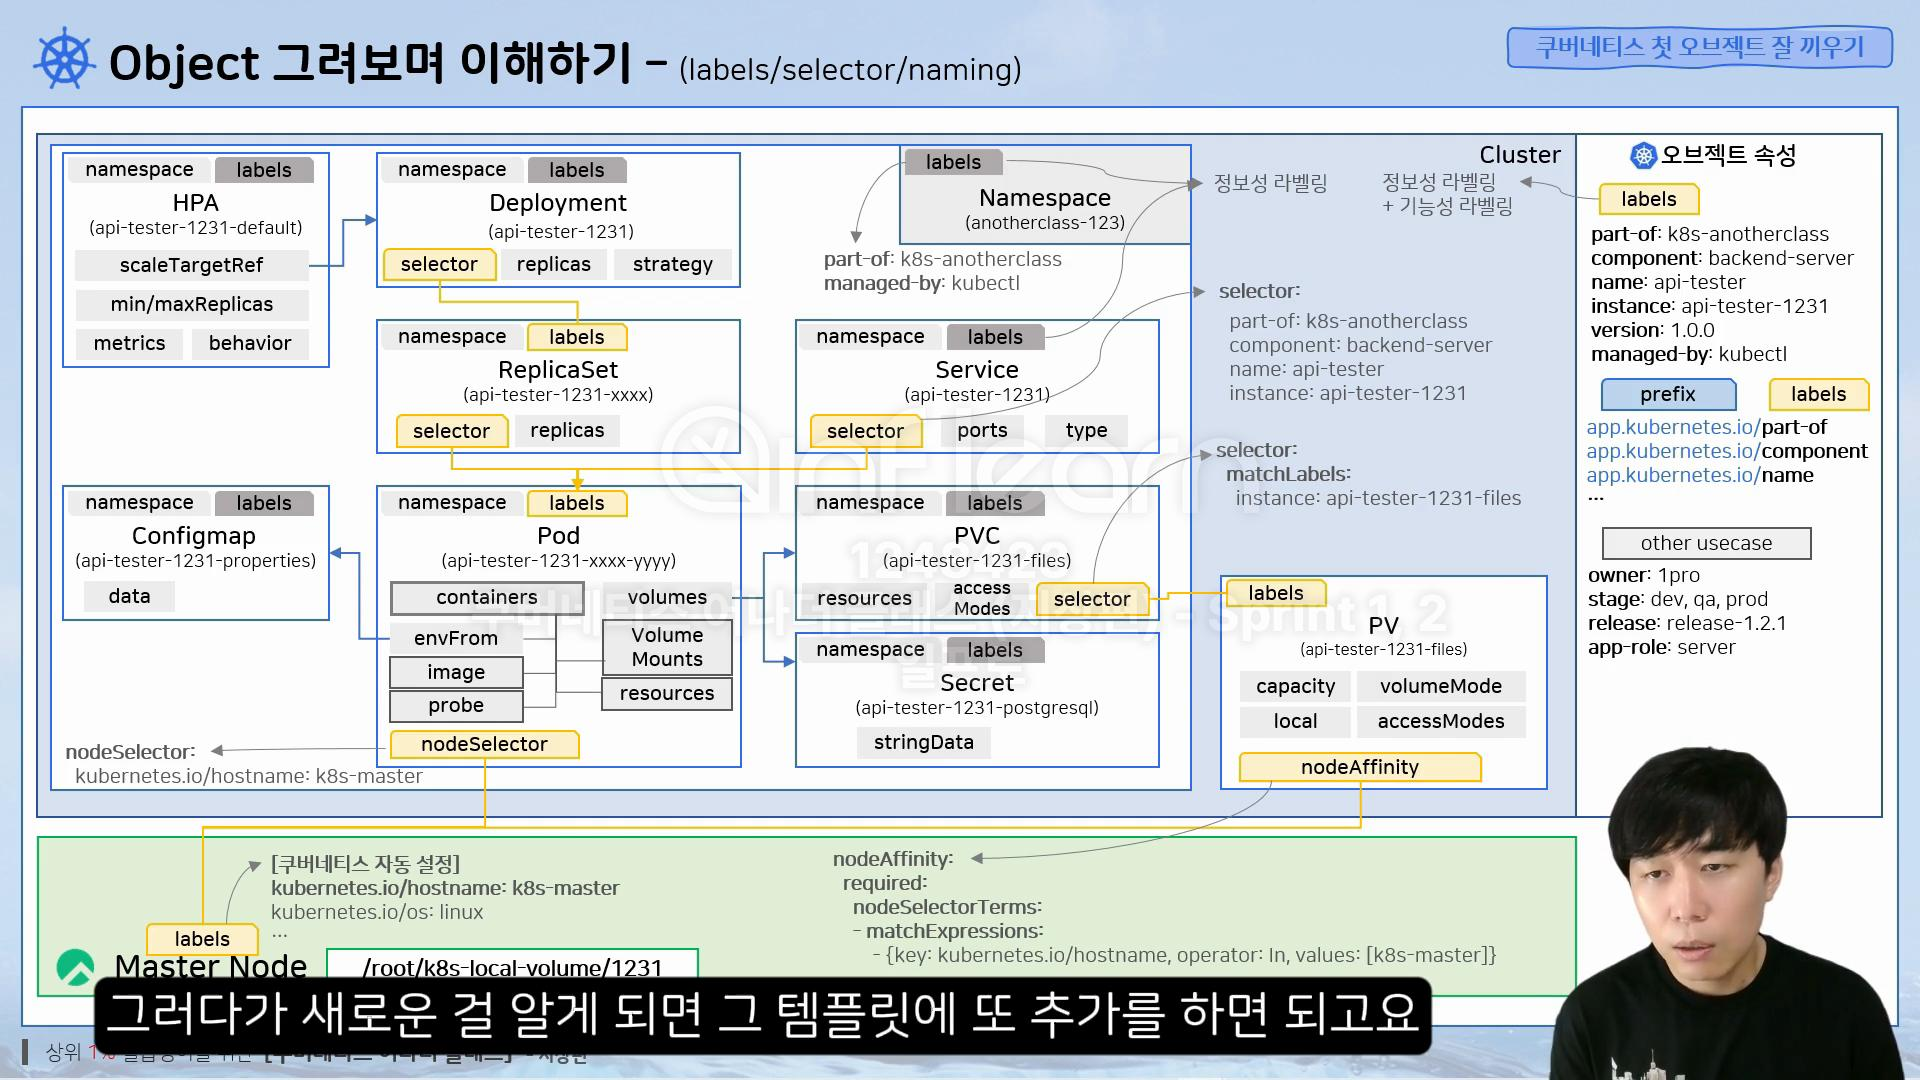 Object 그려보며 이해하기 - (labels/selector/naming)
쿠버네티스 첫 오브젝트 잘 끼우기
namespace labels
HPA
(api-tester-1231-default)
scaleTargetRef
min/maxReplicas
metrics behavior
namespace labels
Deployment
(api-tester-1231)
selector replicas strategy
labels
Namespace
(anotherclass-123)
part-of: k8s-anotherclass
managed-by: kubectl
Cluster
정보성 라벨링
정보성 라벨링
+ 기능성 라벨링
namespace labels
ReplicaSet
(api-tester-1231-xxxx)
selector replicas
namespace labels
Service
(api-tester-1231)
selector ports type
selector:
part-of: k8s-anotherclass
component: backend-server
name: api-tester
instance: api-tester-1231
selector:
matchLabels:
instance: api-tester-1231-files
namespace labels
Configmap
(api-tester-1231-properties)
data
namespace labels
Pod
(api-tester-1231-xxxx-yyyy)
containers volumes
envFrom
image
probe
Volume
Mounts
resources
nodeSelector
nodeSelector:
kubernetes.io/hostname: k8s-master
namespace labels
PVC
(api-tester-1231-files)
resources
access
Modes
selector
namespace labels
Secret
(api-tester-1231-postgresql)
stringData
labels
PV
(api-tester-1231-files)
capacity volumeMode
local accessModes
nodeAffinity
오브젝트 속성
labels
part-of: k8s-anotherclass
component: backend-server
name: api-tester
instance: api-tester-1231
version: 1.0.0
managed-by: kubectl
prefix labels
app.kubernetes.io/part-of
app.kubernetes.io/component
app.kubernetes.io/name
...
other usecase
owner: 1pro
stage: dev, qa, prod
release: release-1.2.1
app-role: server
inflearn
1248423
- Sprint 1, 2
일프로
[쿠버네티스 자동 설정]
kubernetes.io/hostname: k8s-master
kubernetes.io/os: linux
...
labels
Master Node
/root/k8s-local-volume/1231
nodeAffinity:
required:
nodeSelectorTerms:
- matchExpressions:
- {key: kubernetes.io/hostname, operator: In, values: [k8s-master]}
그러다가 새로운 걸 알게 되면 그 템플릿에 또 추가를 하면 되고요
상위 1%